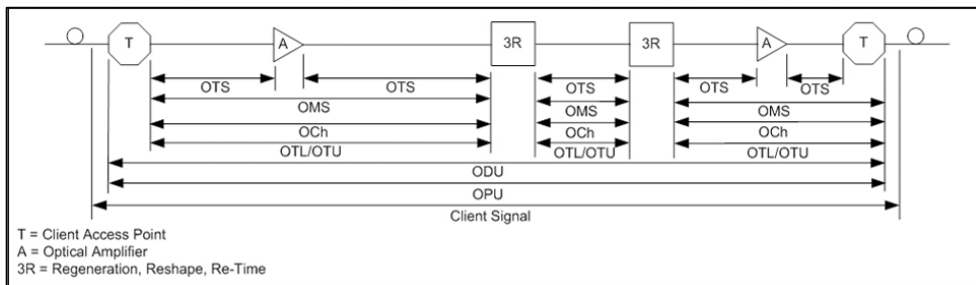 T A 3R 3R A T
OTS OTS OTS OTS OTS
OMS OMS OMS
OCh OCh OCh
OTL/OTU OTL/OTU OTL/OTU
ODU
OPU
Client Signal
T = Client Access Point
A = Optical Amplifier
3R = Regeneration, Reshape, Re-Time